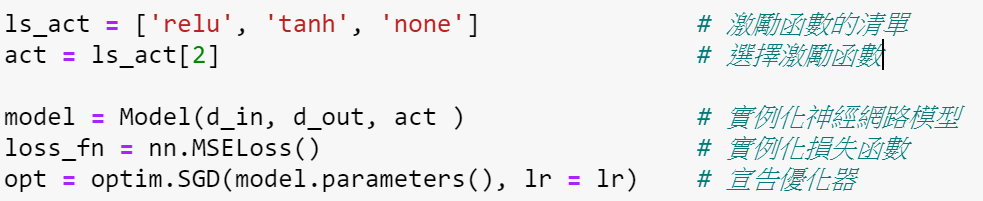 ls_act = ['relu', 'tanh', 'none'] # 激勵函數的清單
act = ls_act[2] # 選擇激勵函數
model = Model(d_in, d_out, act ) # 實例化神經網路模型
loss_fn = nn.MSELoss() # 實例化損失函數
opt = optim.SGD(model.parameters(), lr = lr) # 宣告優化器